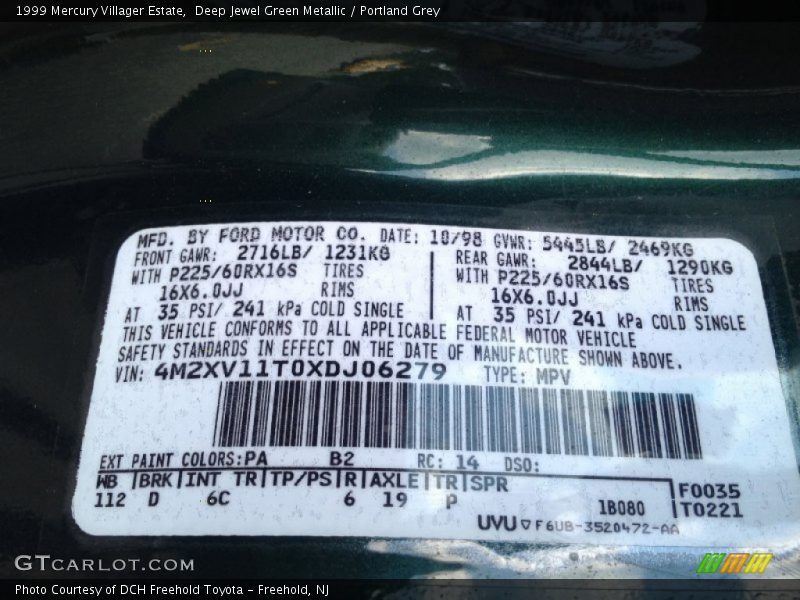 1999 Mercury Villager Estate,  Deep Jewel Green Metallic / Portland Grey
MFD. BY FORD MOTOR CO. DATE: 10/98 GVWR: 5445LB/ 2469KG
FRONT GAWR: 2716LB/ 1231KG REAR GAWR: 2844LB/ 1290KG
WITH P225/60RX16S TIRES WITH P225/60RX16S TIRES
16X6.0JJ RIMS 16X6.0JJ RIMS
AT 35 PSI/ 241 kPa COLD SINGLE AT 35 PSI/ 241 kPa COLD SINGLE
THIS VEHICLE CONFORMS TO ALL APPLICABLE FEDERAL MOTOR VEHICLE
SAFETY STANDARDS IN EFFECT ON THE DATE OF MANUFACTURE SHOWN ABOVE.
VIN: 4M2XV11T0XDJ06279 TYPE: MPV
EXT PAINT COLORS: PA B2 RC: 14 DSO:
WB BRK INT TR TP/PS R AXLE TR SPR F0035
112 D 6C 6 19 P 1B080 T0221
UVU F6UB-3520472-AA
GTCARLOT.COM
Photo Courtesy of DCH Freehold Toyota - Freehold, NJ